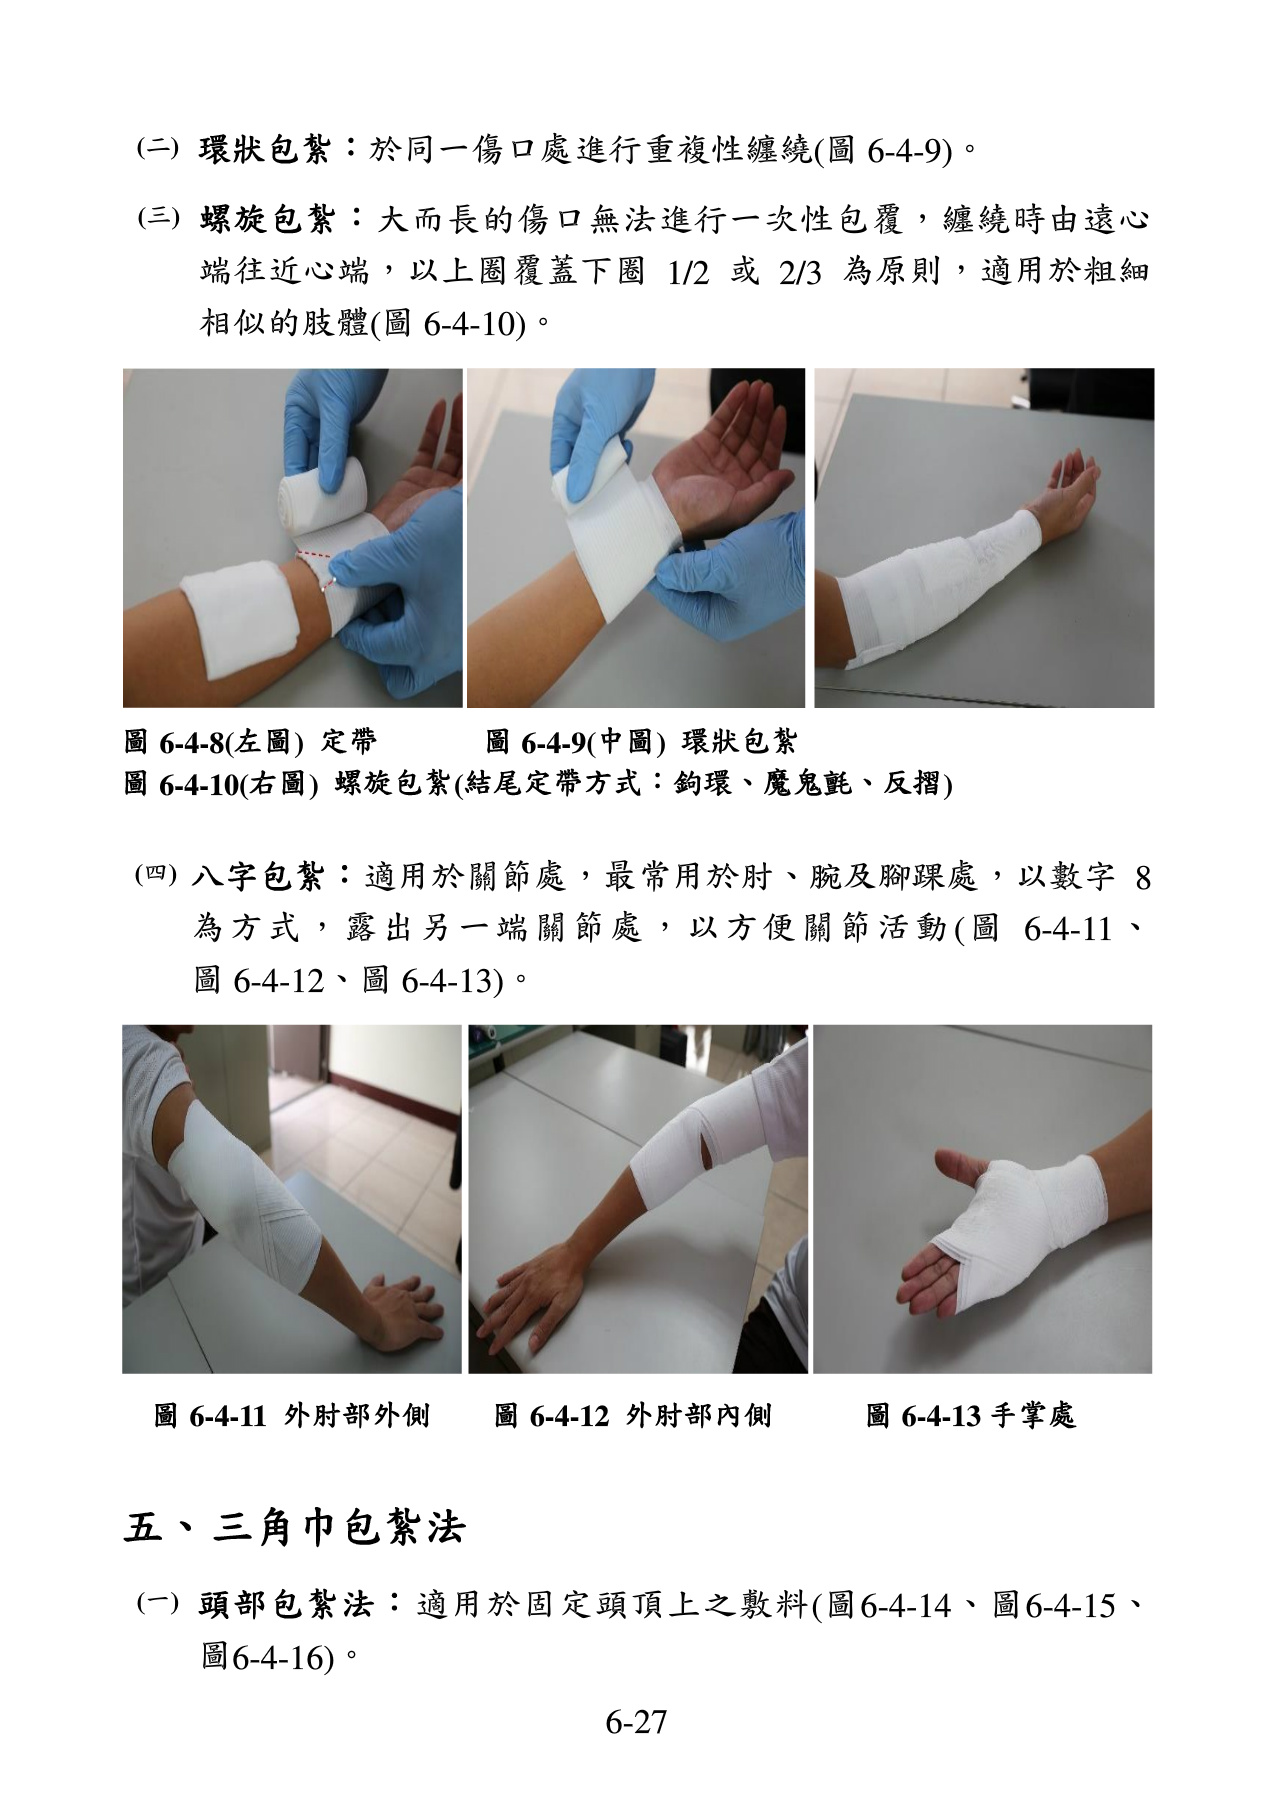 (二) 環狀包紮：於同一傷口處進行重複性纏繞(圖 6-4-9)。
(三) 螺旋包紮：大而長的傷口無法進行一次性包覆，纏繞時由遠心
端往近心端，以上圈覆蓋下圈 1/2 或 2/3 為原則，適用於粗細
相似的肢體(圖 6-4-10)。
圖 6-4-8(左圖) 定帶 圖 6-4-9(中圖) 環狀包紮
圖 6-4-10(右圖) 螺旋包紮(結尾定帶方式：鉤環、魔鬼氈、反摺)
(四) 八字包紮：適用於關節處，最常用於肘、腕及腳踝處，以數字 8
為方式，露出另一端關節處，以方便關節活動(圖 6-4-11、
圖 6-4-12、圖 6-4-13)。
圖 6-4-11 外肘部外側 圖 6-4-12 外肘部內側 圖 6-4-13 手掌處
五、三角巾包紮法
(一) 頭部包紮法：適用於固定頭頂上之敷料(圖6-4-14、圖6-4-15、
圖6-4-16)。
6-27